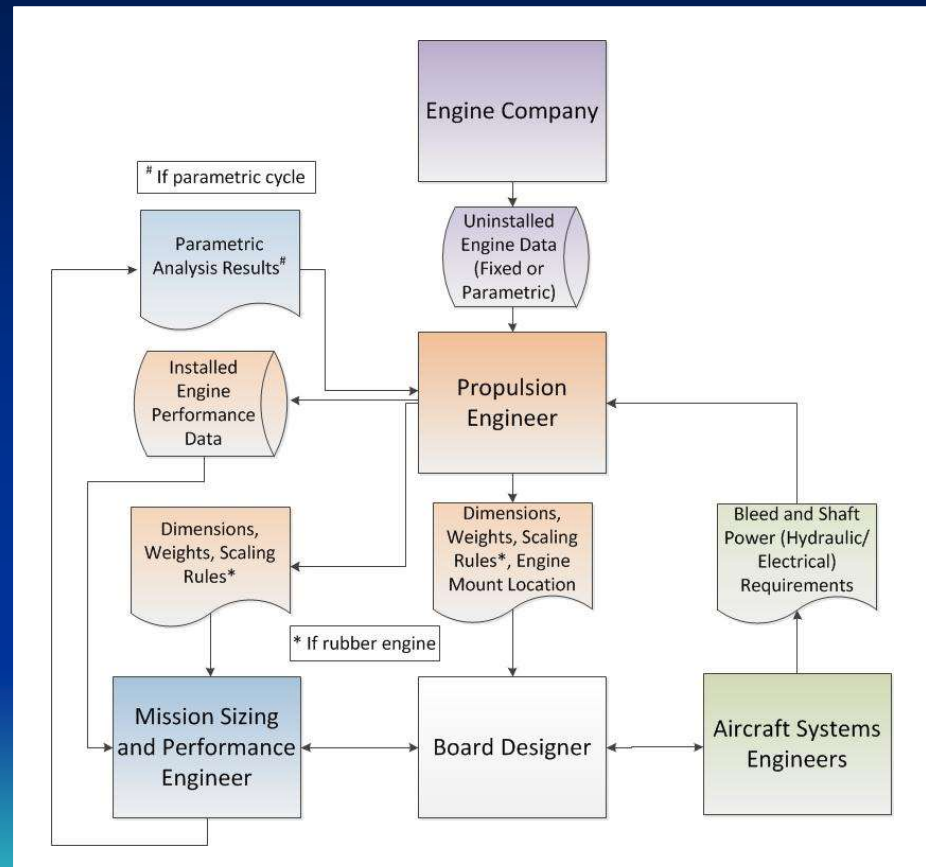 Engine Company
# If parametric cycle
Parametric
Analysis Results#
Uninstalled
Engine Data
(Fixed or
Parametric)
Installed
Engine
Performance
Data
Propulsion
Engineer
Dimensions,
Weights, Scaling
Rules*
Dimensions,
Weights, Scaling
Rules*, Engine
Mount Location
Bleed and Shaft
Power (Hydraulic/
Electrical)
Requirements
* If rubber engine
Mission Sizing
and Performance
Engineer
Board Designer
Aircraft Systems
Engineers